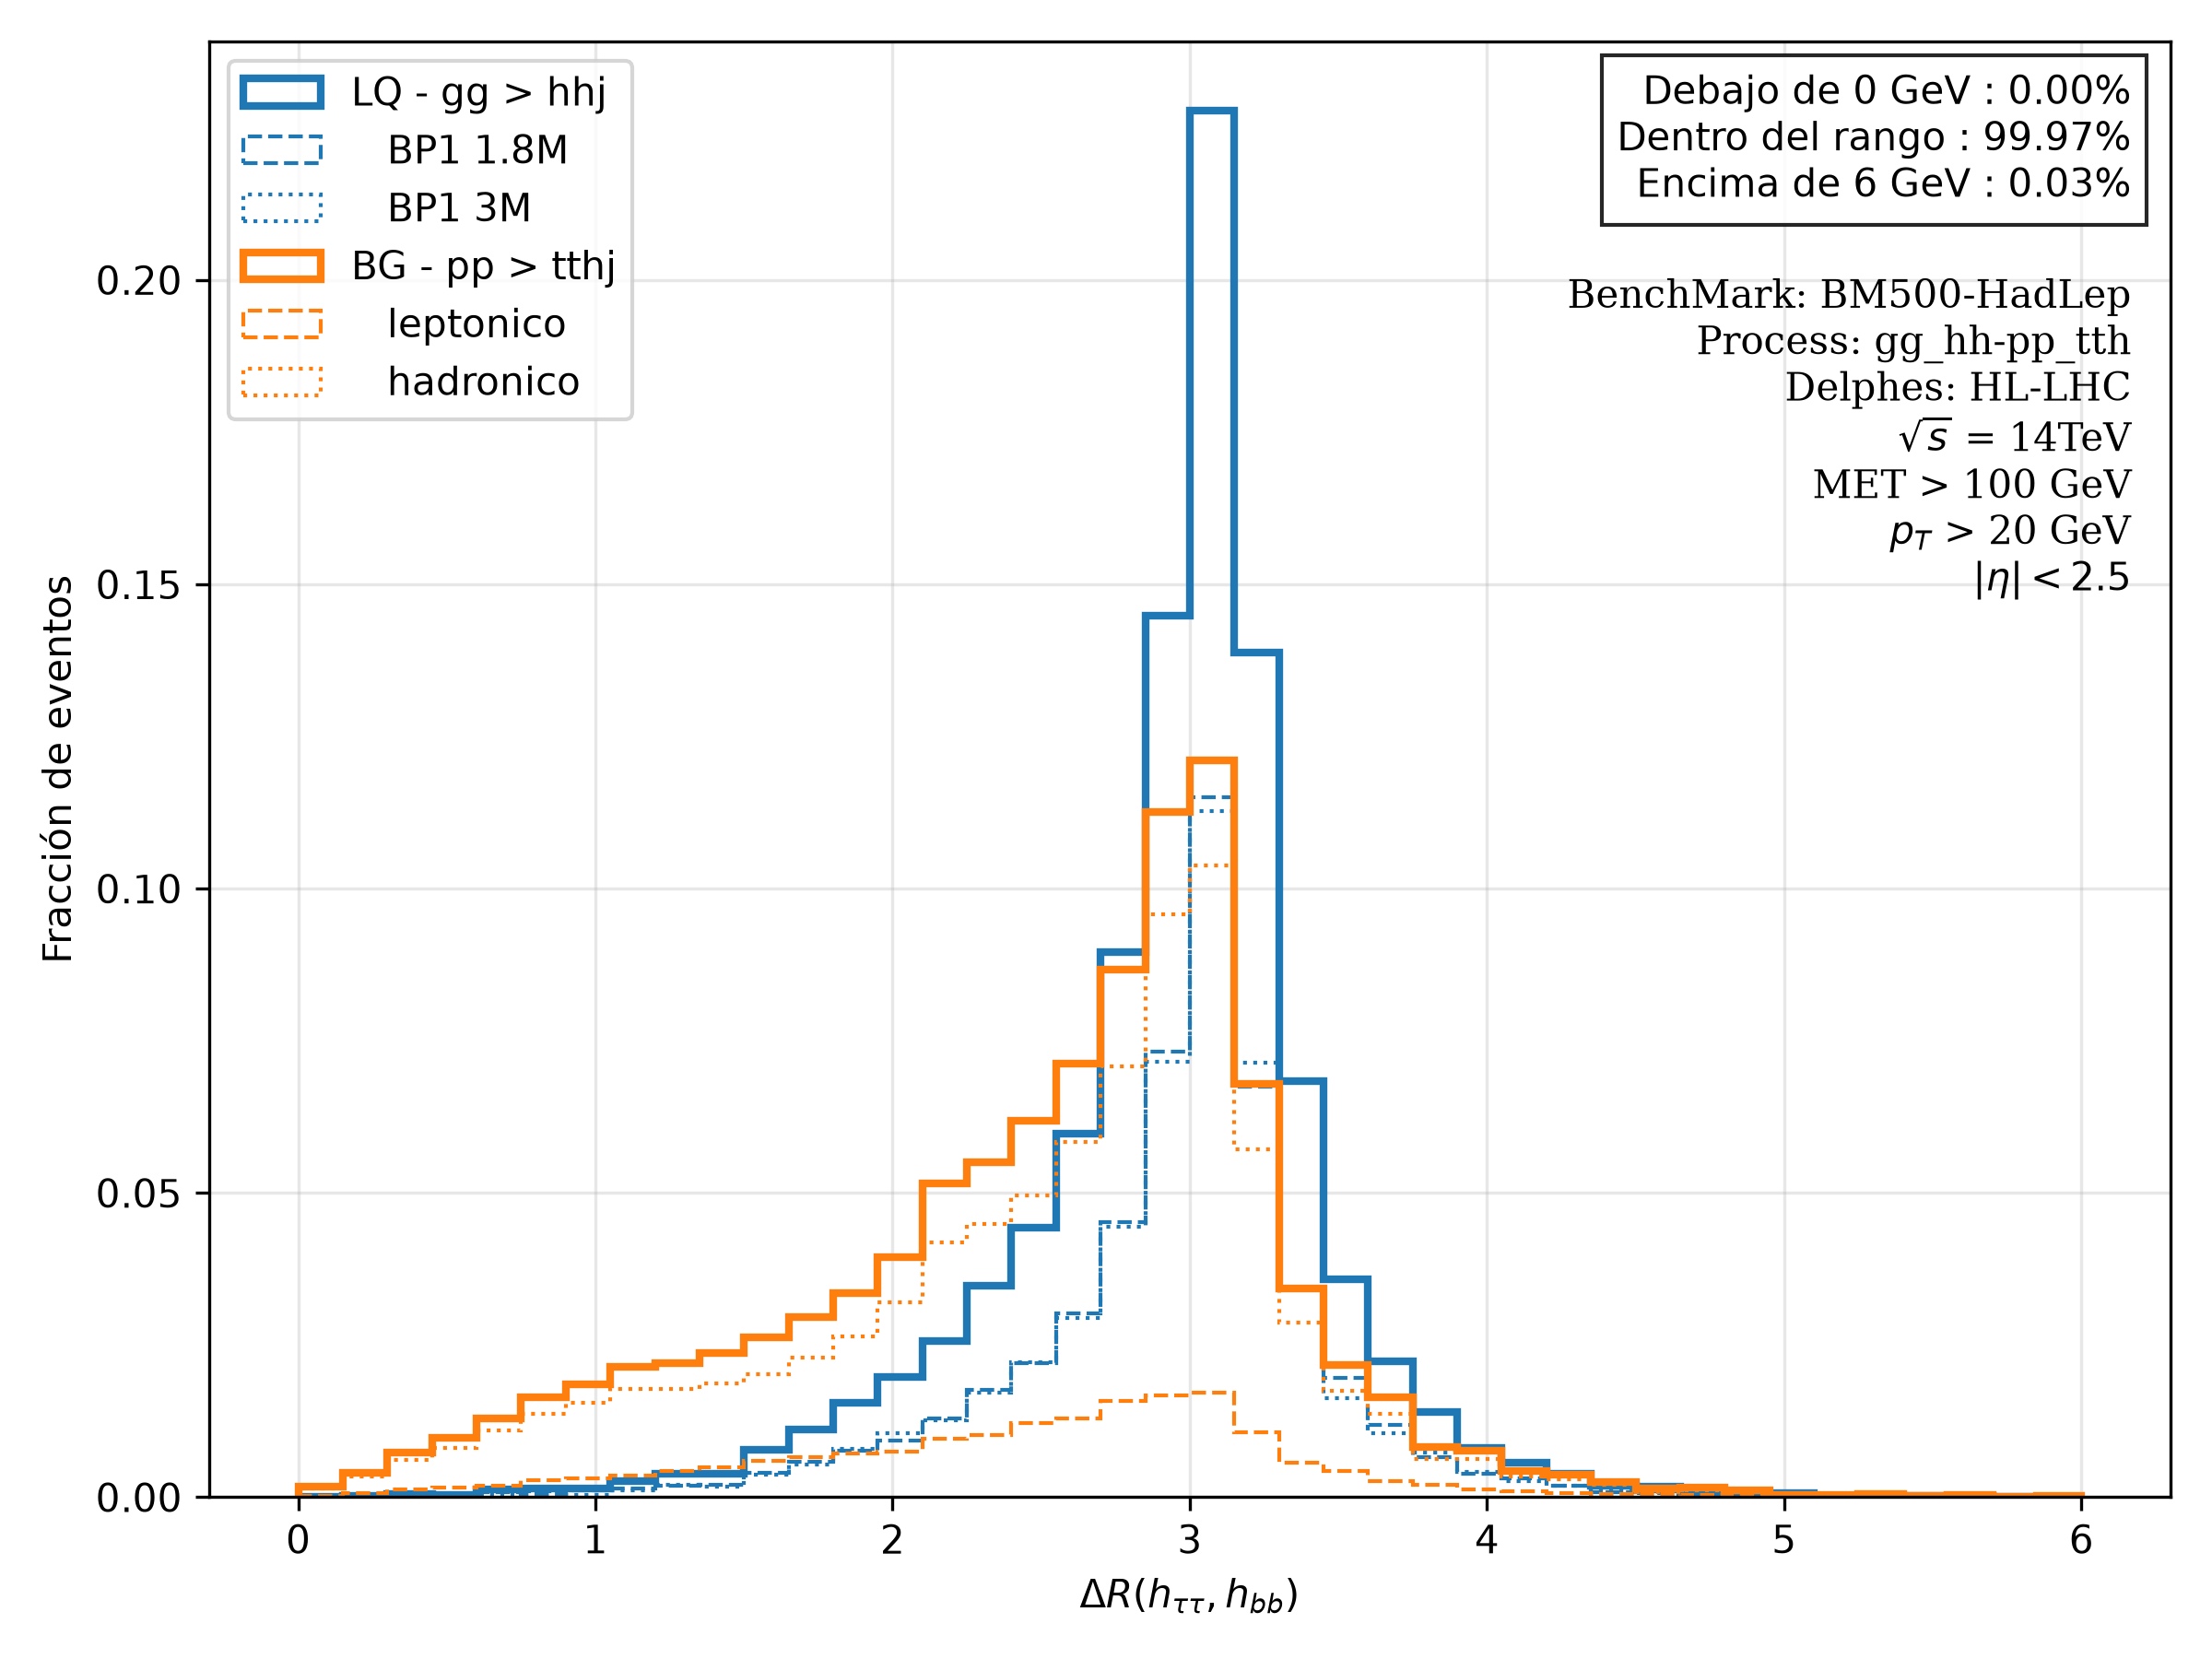 LQ - gg > hhj
BP1 1.8M
BP1 3M
BG - pp > tthj
leptonico
hadronico
Debajo de 0 GeV : 0.00%
Dentro del rango : 99.97%
Encima de 6 GeV : 0.03%
BenchMark: BM500-HadLep
Process: gg_hh-pp_tth
Delphes: HL-LHC
√s = 14TeV
MET > 100 GeV
p_T > 20 GeV
|η| < 2.5
Fracción de eventos
0.20
0.15
0.10
0.05
0.00
0 1 2 3 4 5 6
ΔR(h_ττ, h_bb)